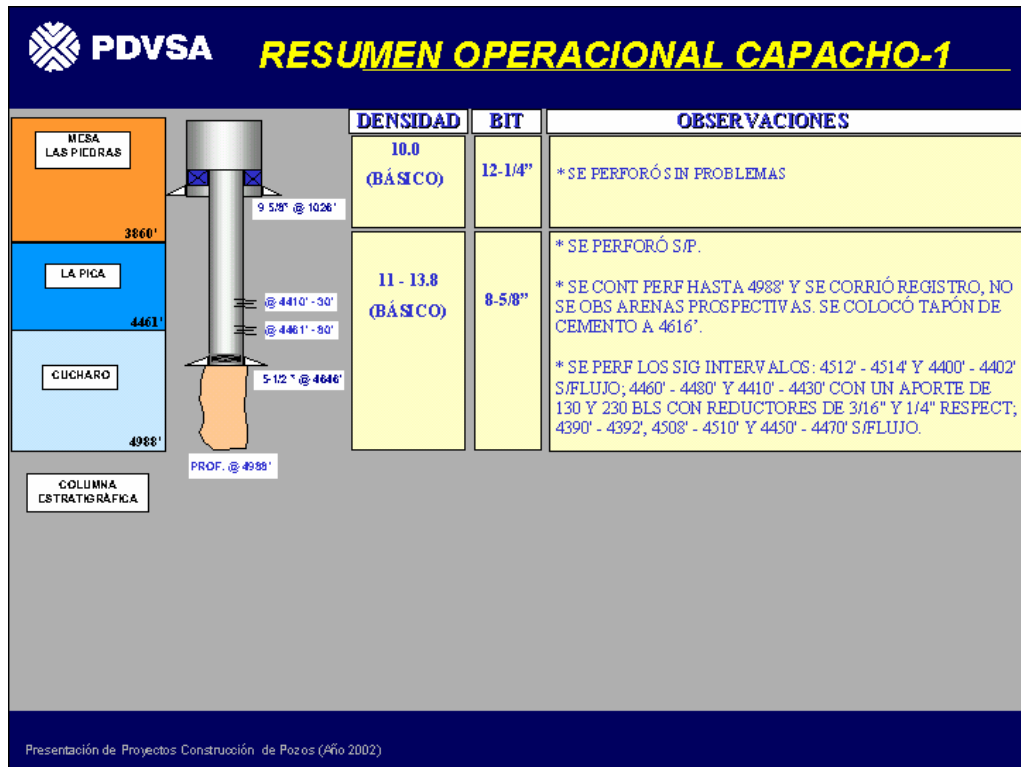 PDVSA
RESUMEN OPERACIONAL CAPACHO-1
MESA
LAS PIEDRAS
3860'
LA PICA
4461'
CUCHARO
4988'
COLUMNA
ESTRATIGRÁFICA
9 5/8" @ 1026'
@ 4410' - 30'
@ 4461' - 80'
5-1/2 " @ 4646'
PROF. @ 4988'
DENSIDAD
BIT
OBSERVACIONES
10.0
(BÁSICO)
12-1/4”
* SE PERFORÓ SIN PROBLEMAS
11 - 13.8
(BÁSICO)
8-5/8”
* SE PERFORÓ S/P.
* SE CONT PERF HASTA 4988' Y SE CORRIÓ REGISTRO, NO
SE OBS ARENAS PROSPECTIVAS. SE COLOCÓ TAPÓN DE
CEMENTO A 4616’.
* SE PERF LOS SIG INTERVALOS: 4512' - 4514' Y 4400' - 4402'
S/FLUJO; 4460' - 4480' Y 4410' - 4430' CON UN APORTE DE
130 Y 230 BLS CON REDUCTORES DE 3/16" Y 1/4" RESPECT;
4390' - 4392', 4508' - 4510' Y 4450' - 4470' S/FLUJO.
Presentación de Proyectos Construcción de Pozos (Año 2002)